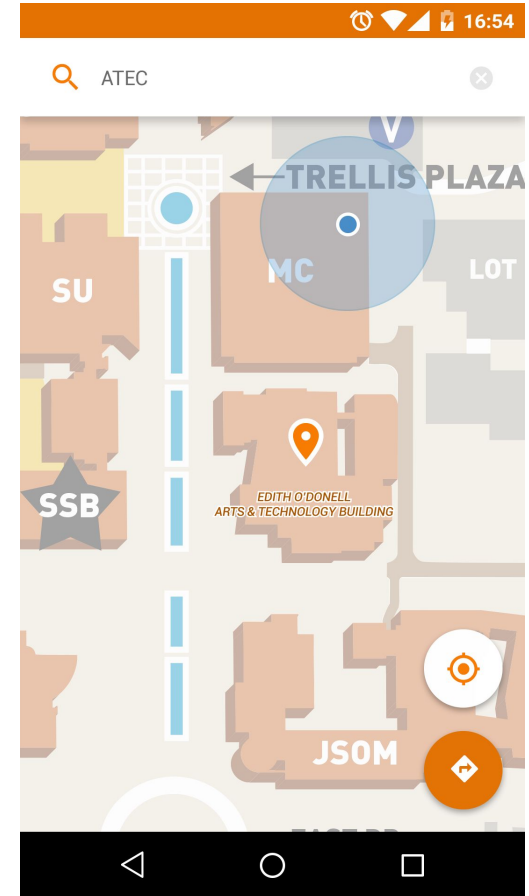 16:54
ATEC
V
TRELLIS PLAZA
MC
LOT
SU
EDITH O'DONELL
ARTS & TECHNOLOGY BUILDING
SSB
JSOM